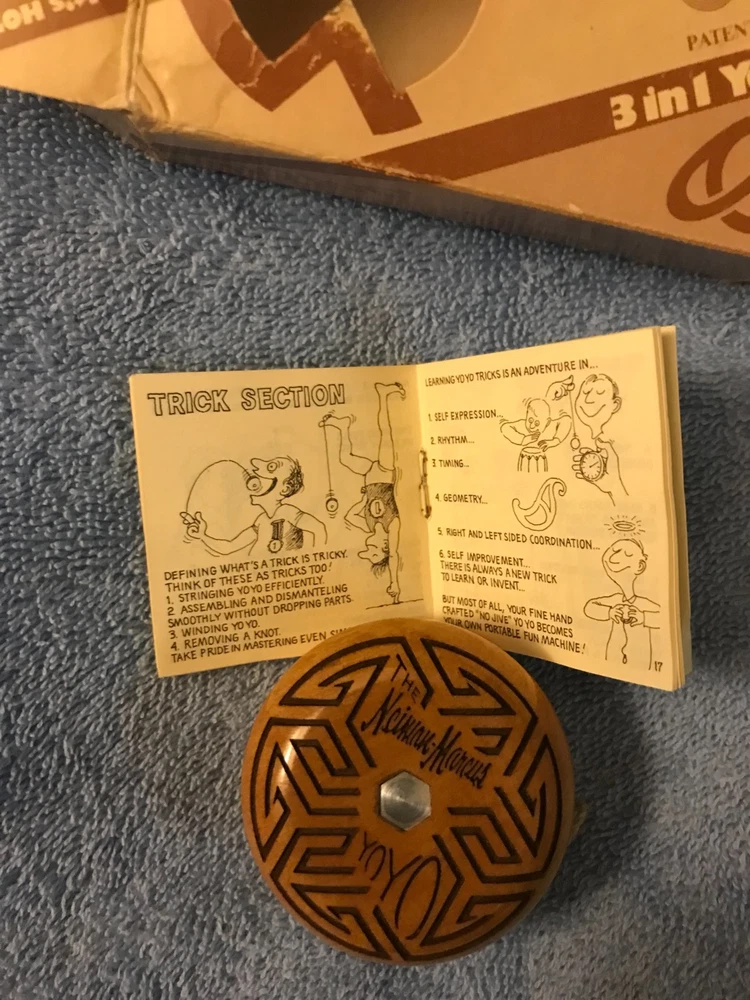 PATEN
3 in 1 Y
TRICK SECTION
DEFINING WHAT'S A TRICK IS TRICKY.
THINK OF THESE AS TRICKS TOO!
1. STRINGING YOYO EFFICIENTLY.
2. ASSEMBLING AND DISMANTELING
SMOOTHLY WITHOUT DROPPING PARTS.
3. WINDING YOYO.
4. REMOVING A KNOT.
TAKE PRIDE IN MASTERING EVEN
LEARNING YOYO TRICKS IS AN ADVENTURE IN...
1. SELF EXPRESSION...
2. RHYTHM...
3 TIMING...
4. GEOMETRY...
5. RIGHT AND LEFT SIDED COORDINATION...
6. SELF IMPROVEMENT...
THERE IS ALWAYS A NEW TRICK
TO LEARN OR INVENT...
BUT MOST OF ALL, YOUR FINE HAND
CRAFTED "NO JIVE" YOYO BECOMES
YOUR OWN PORTABLE FUN MACHINE!
17
THE
Neiman-Marcus
YOYO